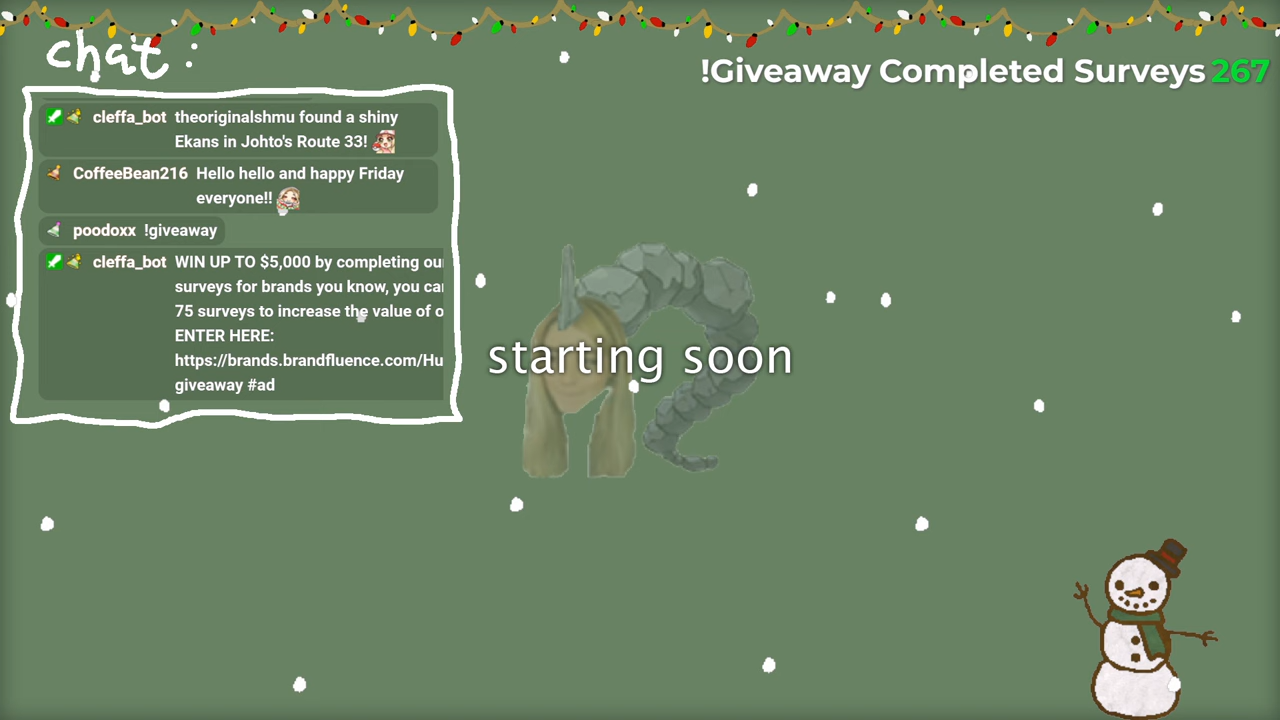 chat:
!Giveaway Completed Surveys 267
cleffa_bot theoriginalshmu found a shiny
Ekans in Johto's Route 33!
CoffeeBean216 Hello hello and happy Friday
everyone!!
poodoxx !giveaway
cleffa_bot WIN UP TO $5,000 by completing
surveys for brands you know, you
75 surveys to increase the value of
ENTER HERE:
https://brands.brandfluence.com/Hu
giveaway #ad
starting soon